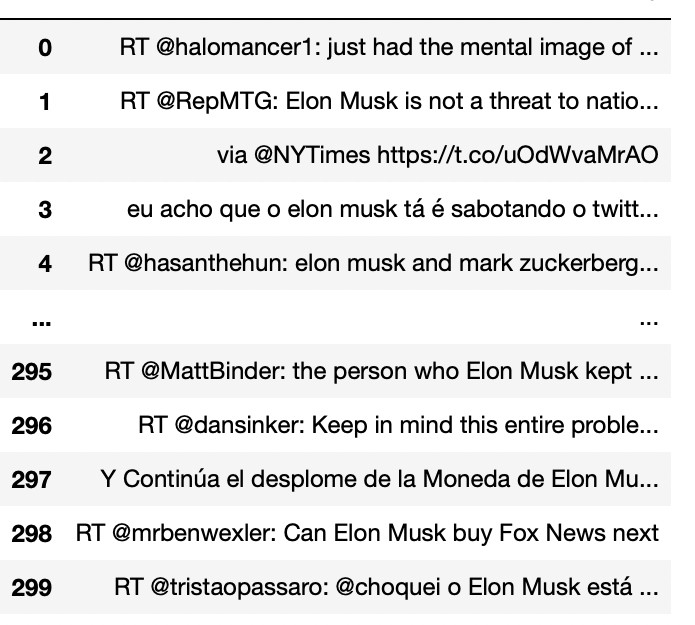 0 RT @halomancer1: just had the mental image of ...
1 RT @RepMTG: Elon Musk is not a threat to natio...
2 via @NYTimes https://t.co/uOdWvaMrAO
3 eu acho que o elon musk tá é sabotando o twitt...
4 RT @hasanthehun: elon musk and mark zuckerberg...
... ...
295 RT @MattBinder: the person who Elon Musk kept ...
296 RT @dansinker: Keep in mind this entire proble...
297 Y Continúa el desplome de la Moneda de Elon Mu...
298 RT @mrbenwexler: Can Elon Musk buy Fox News next
299 RT @tristaopassaro: @choquei o Elon Musk está ...